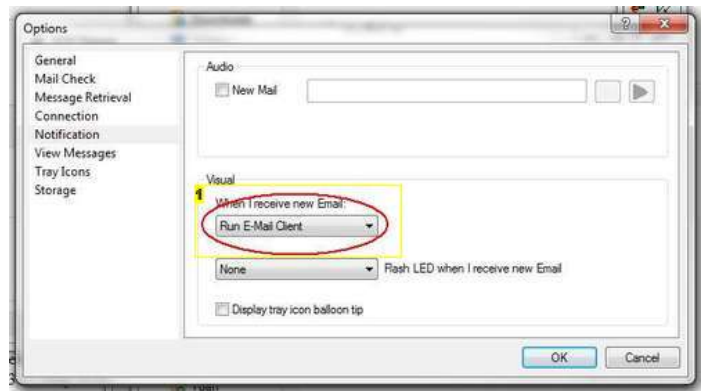 Options
General
Mail Check
Message Retrieval
Connection
Notification
View Messages
Tray Icons
Storage
Audio
New Mail
Visual
1
When I receive new Email:
Run E-Mail Client
None
Flash LED when I receive new Email
Display tray icon balloon tip
OK
Cancel